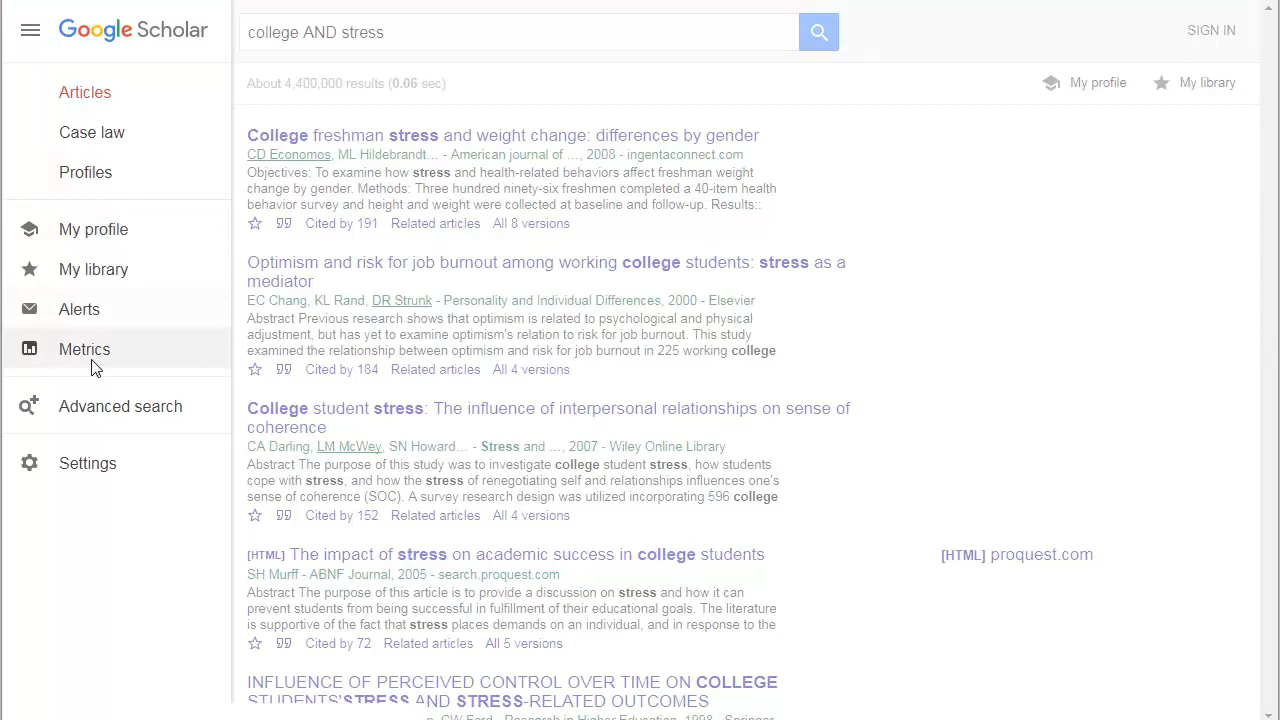 Google Scholar
college AND stress
SIGN IN
Articles
Case law
Profiles
My profile
My library
Alerts
Metrics
Advanced search
Settings
About 4,400,000 results (0.06 sec)
My profile
My library
College freshman stress and weight change: differences by gender
CD Economos, ML Hildebrandt… - American journal of …, 2008 - ingentaconnect.com
Objectives: To examine how stress and health-related behaviors affect freshman weight
change by gender. Methods: Three hundred ninety-six freshmen completed a 40-item health
behavior survey and height and weight were collected at baseline and follow-up. Results::
Cited by 191 Related articles All 8 versions
Optimism and risk for job burnout among working college students: stress as a
mediator
EC Chang, KL Rand, DR Strunk - Personality and Individual Differences, 2000 - Elsevier
Abstract Previous research shows that optimism is related to psychological and physical
adjustment, but has yet to examine optimism's relation to risk for job burnout. This study
examined the relationship between optimism and risk for job burnout in 225 working college
Cited by 184 Related articles All 4 versions
College student stress: The influence of interpersonal relationships on sense of
coherence
CA Darling, LM McWey, SN Howard… - Stress and …, 2007 - Wiley Online Library
Abstract The purpose of this study was to investigate college student stress, how students
cope with stress, and how the stress of renegotiating self and relationships influences one's
sense of coherence (SOC). A survey research design was utilized incorporating 596 college
Cited by 152 Related articles All 4 versions
[HTML] The impact of stress on academic success in college students
[HTML] proquest.com
SH Murff - ABNF Journal, 2005 - search.proquest.com
Abstract The purpose of this article is to provide a discussion on stress and how it can
prevent students from being successful in fulfillment of their educational goals. The literature
is supportive of the fact that stress places demands on an individual, and in response to the
Cited by 72 Related articles All 5 versions
INFLUENCE OF PERCEIVED CONTROL OVER TIME ON COLLEGE
STUDENTS'STRESS AND STRESS-RELATED OUTCOMES
CW Ford - Research in Higher Education, 1998 - Springer